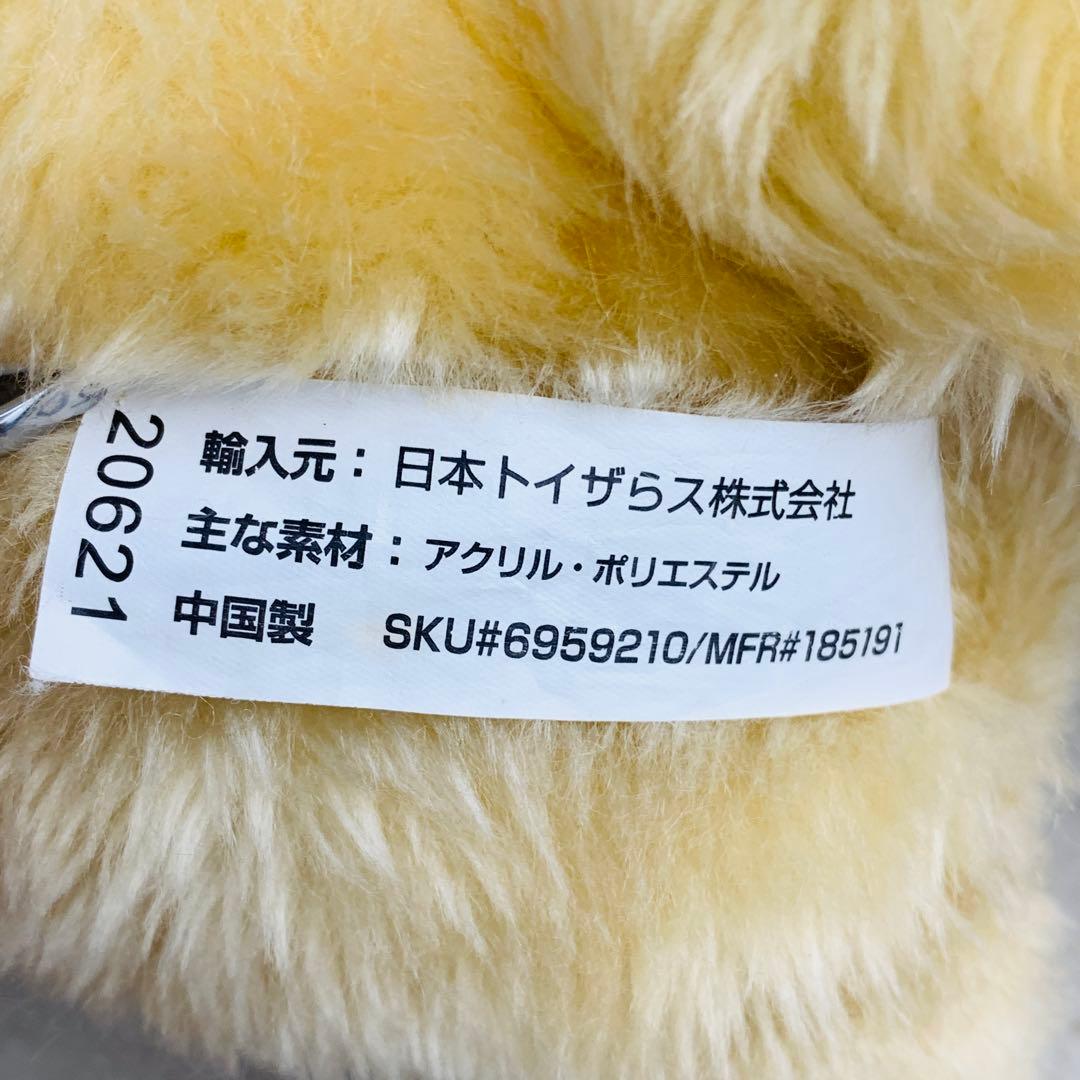 輸入元：日本トイザらス株式会社
主な素材：アクリル・ポリエステル
中国製 SKU#6959210/MFR#185191
20621